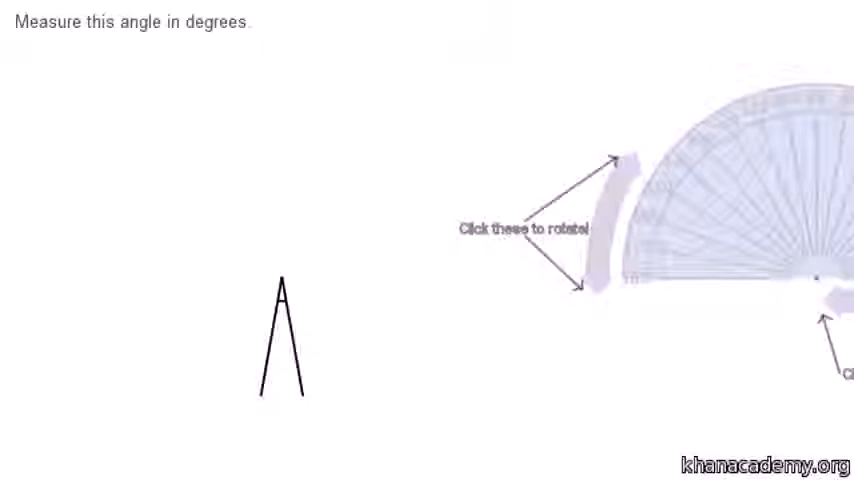 Measure this angle in degrees.
Click these to rotate!
khanacademy.org